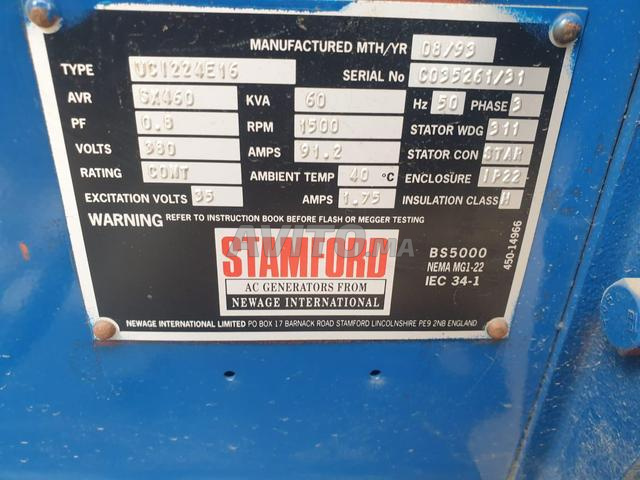 MANUFACTURED MTH/YR 08/93
TYPE UCI224E16 SERIAL No C035261/31
AVR SX460 KVA 60 Hz 50 PHASE 3
PF 0.8 RPM 1500 STATOR WDG 311
VOLTS 380 AMPS 91.2 STATOR CON STAR
RATING CONT AMBIENT TEMP 40 °C ENCLOSURE IP22
EXCITATION VOLTS 35 AMPS 1.75 INSULATION CLASS H
WARNING REFER TO INSTRUCTION BOOK BEFORE FLASH OR MEGGER TESTING
AVITO.MA
STAMFORD
AC GENERATORS FROM
NEWAGE INTERNATIONAL
BS5000
NEMA MG1-22
IEC 34-1
450-14966
NEWAGE INTERNATIONAL LIMITED PO BOX 17 BARNACK ROAD STAMFORD LINCOLNSHIRE PE9 2NB ENGLAND